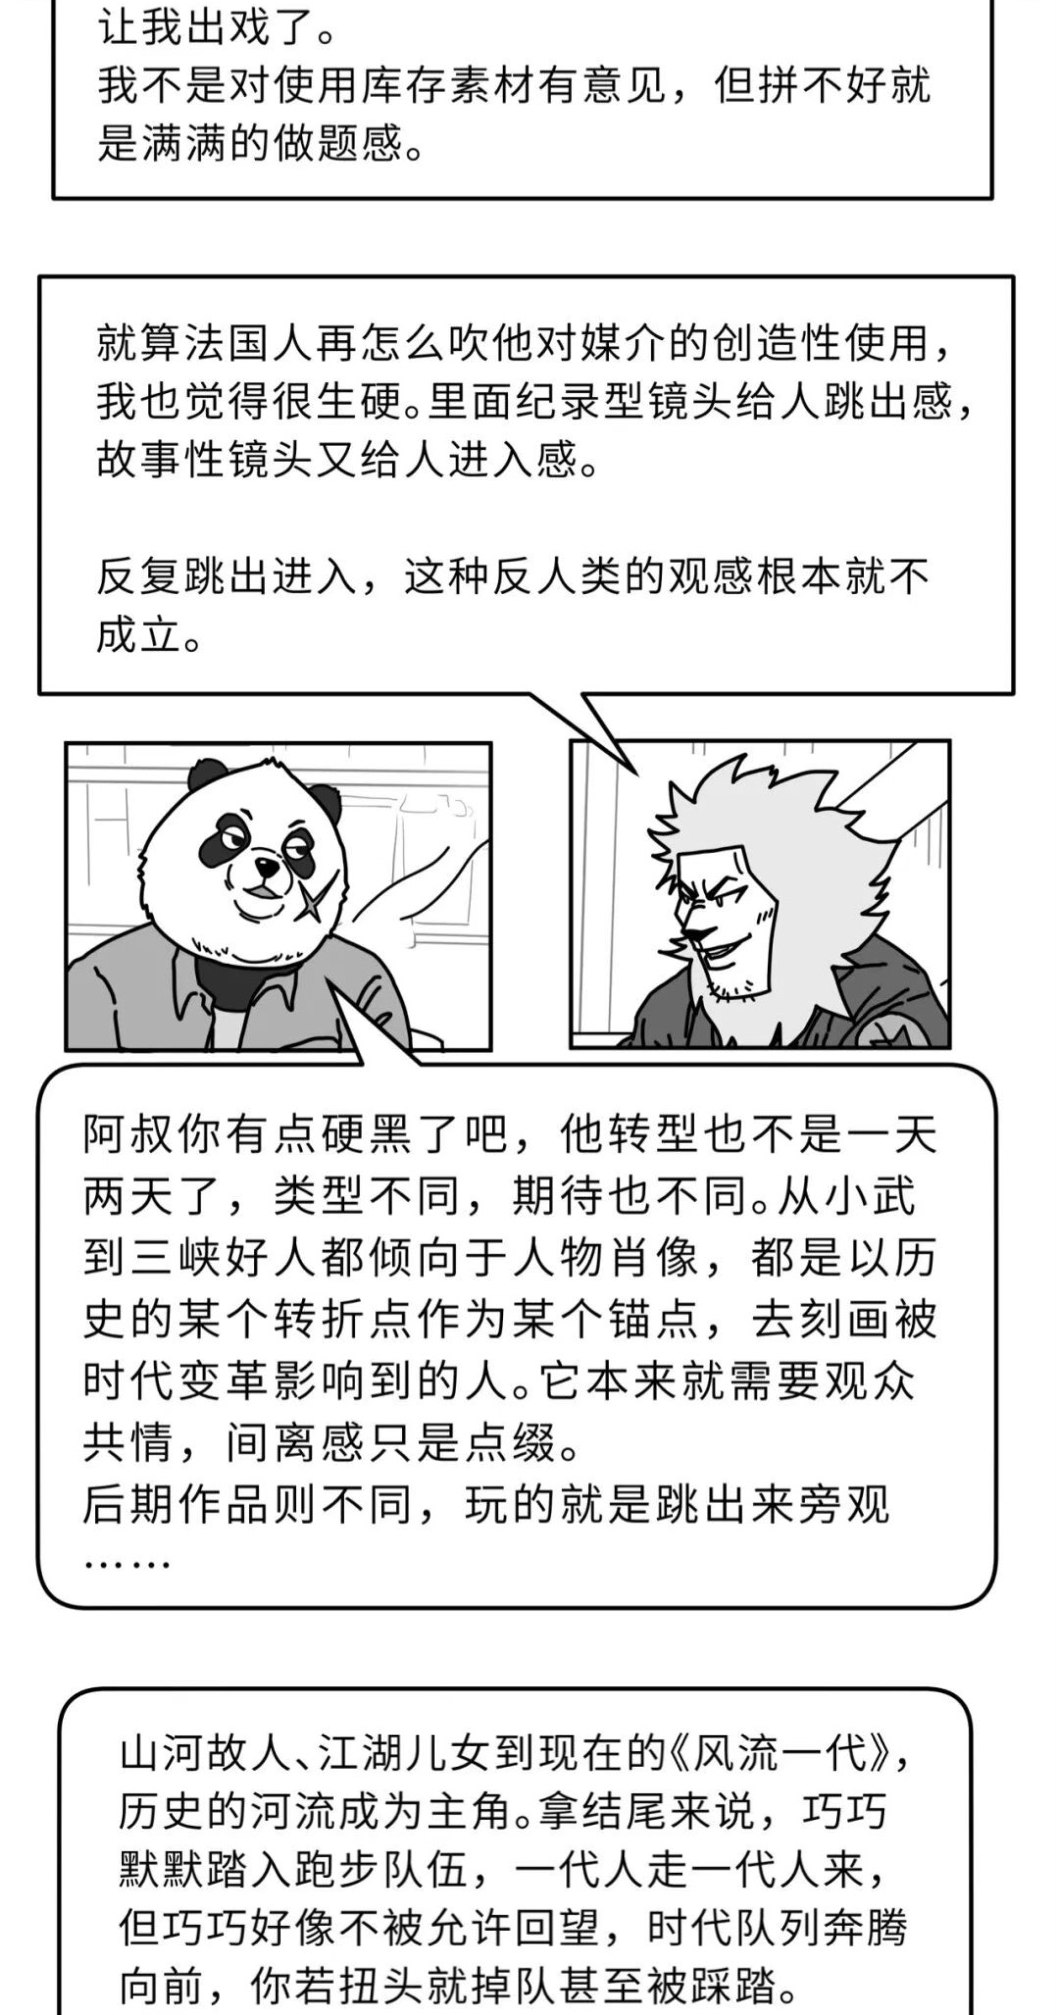 让我出戏了。
我不是对使用库存素材有意见，但拼不好就
是满满的做题感。
就算法国人再怎么吹他对媒介的创造性使用，
我也觉得很生硬。里面纪录型镜头给人跳出感，
故事性镜头又给人进入感。
反复跳出进入，这种反人类的观感根本就不
成立。
阿叔你有点硬黑了吧，他转型也不是一天
两天了，类型不同，期待也不同。从小武
到三峡好人都倾向于人物肖像，都是以历
史的某个转折点作为某个锚点，去刻画被
时代变革影响到的人。它本来就需要观众
共情，间离感只是点缀。
后期作品则不同，玩的就是跳出来旁观
……
山河故人、江湖儿女到现在的《风流一代》，
历史的河流成为主角。拿结尾来说，巧巧
默默踏入跑步队伍，一代人走一代人来，
但巧巧好像不被允许回望，时代队列奔腾
向前，你若扭头就掉队甚至被踩踏。